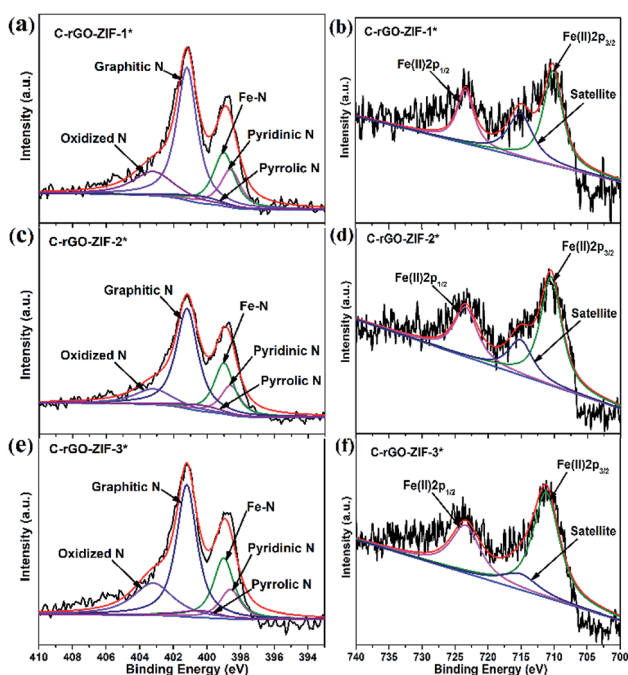 (a)
C-rGO-ZIF-1*
Graphitic N
Oxidized N
Fe-N
Pyridinic N
Pyrrolic N
Intensity (a.u.)
(b)
C-rGO-ZIF-1*
Fe(II)2p1/2
Fe(II)2p3/2
Satellite
Intensity (a.u.)
(c)
C-rGO-ZIF-2*
Graphitic N
Oxidized N
Fe-N
Pyridinic N
Pyrrolic N
Intensity (a.u.)
(d)
C-rGO-ZIF-2*
Fe(II)2p1/2
Fe(II)2p3/2
Satellite
Intensity (a.u.)
(e)
C-rGO-ZIF-3*
Graphitic N
Oxidized N
Fe-N
Pyridinic N
Pyrrolic N
Intensity (a.u.)
410 408 406 404 402 400 398 396 394
Binding Energy (eV)
(f)
C-rGO-ZIF-3*
Fe(II)2p1/2
Fe(II)2p3/2
Satellite
Intensity (a.u.)
740 735 730 725 720 715 710 705 700
Binding Energy (eV)